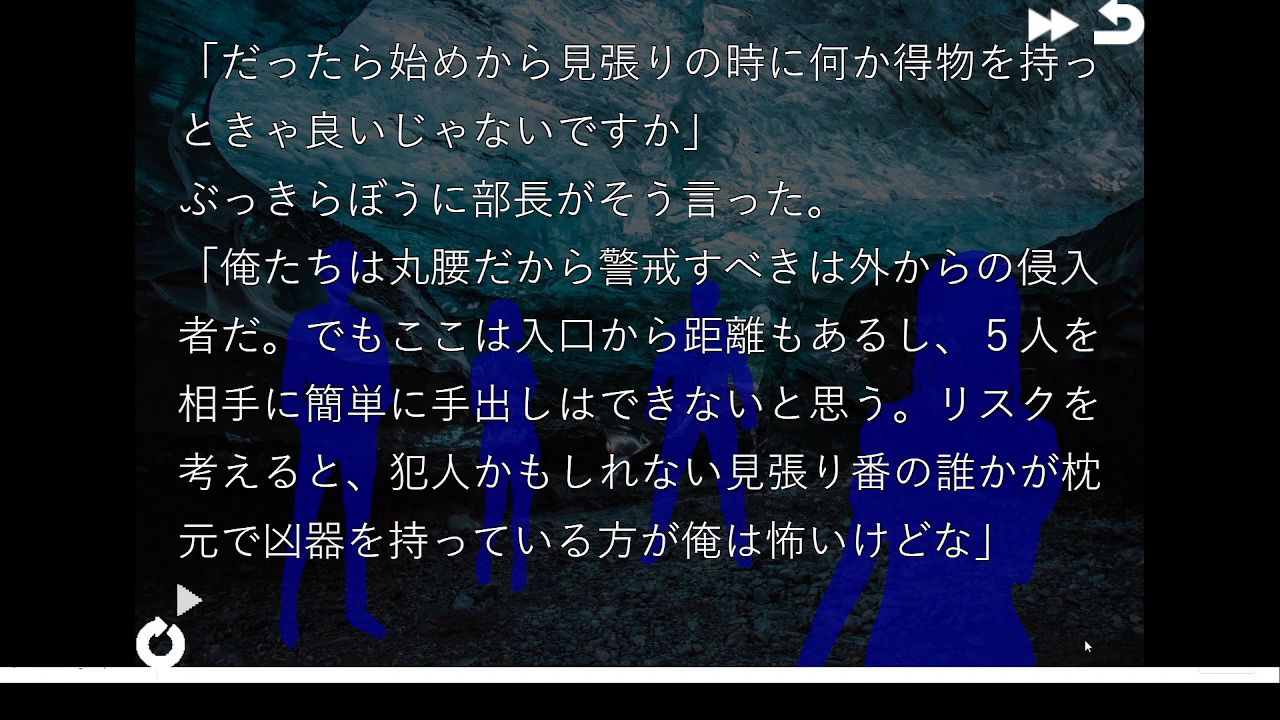 「だったら始めから見張りの時に何か得物を持っ
ときゃ良いじゃないですか」
ぶっきらぼうに部長がそう言った。
「俺たちは丸腰だから警戒すべきは外からの侵入
者だ。でもここは入口から距離もあるし、５人を
相手に簡単に手出しはできないと思う。リスクを
考えると、犯人かもしれない見張り番の誰かが枕
元で凶器を持っている方が俺は怖いけどな」